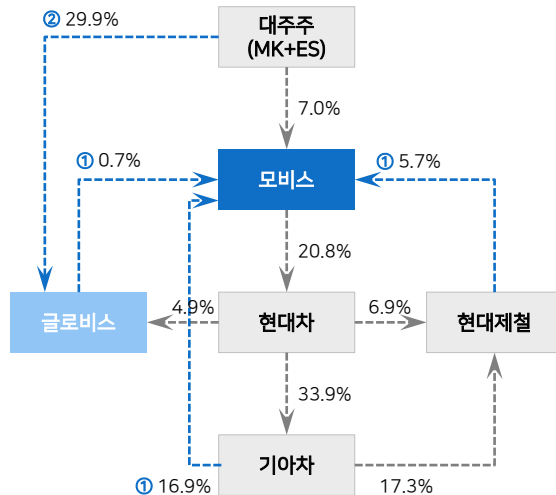 ② 29.9%
대주주
(MK+ES)
7.0%
① 0.7%
모비스
① 5.7%
20.8%
글로비스
4.9%
현대차
6.9%
현대제철
33.9%
기아차
① 16.9%
17.3%